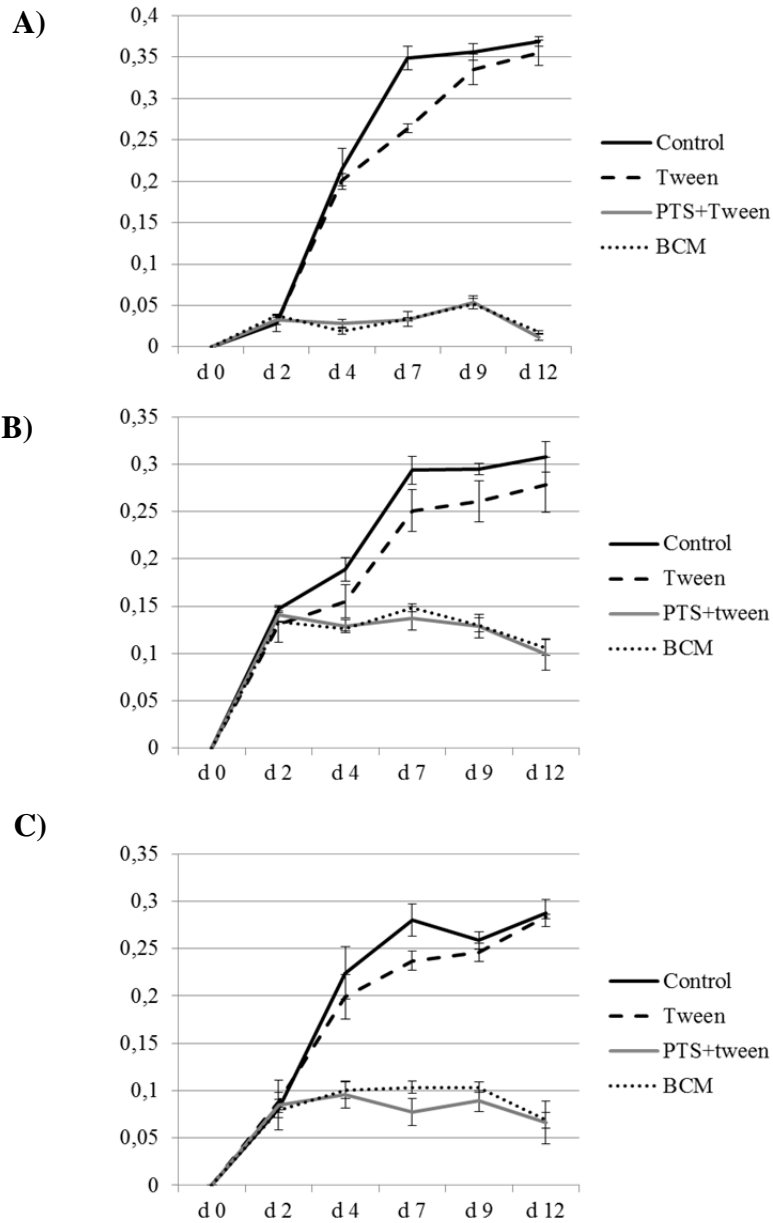 A)
0,4
0,35
0,3
0,25
0,2
0,15
0,1
0,05
0
d 0 d 2 d 4 d 7 d 9 d 12
Control
Tween
PTS+Tween
BCM
B)
0,35
0,3
0,25
0,2
0,15
0,1
0,05
0
d 0 d 2 d 4 d 7 d 9 d 12
Control
Tween
PTS+tween
BCM
C)
0,35
0,3
0,25
0,2
0,15
0,1
0,05
0
d 0 d 2 d 4 d 7 d 9 d 12
Control
Tween
PTS+tween
BCM